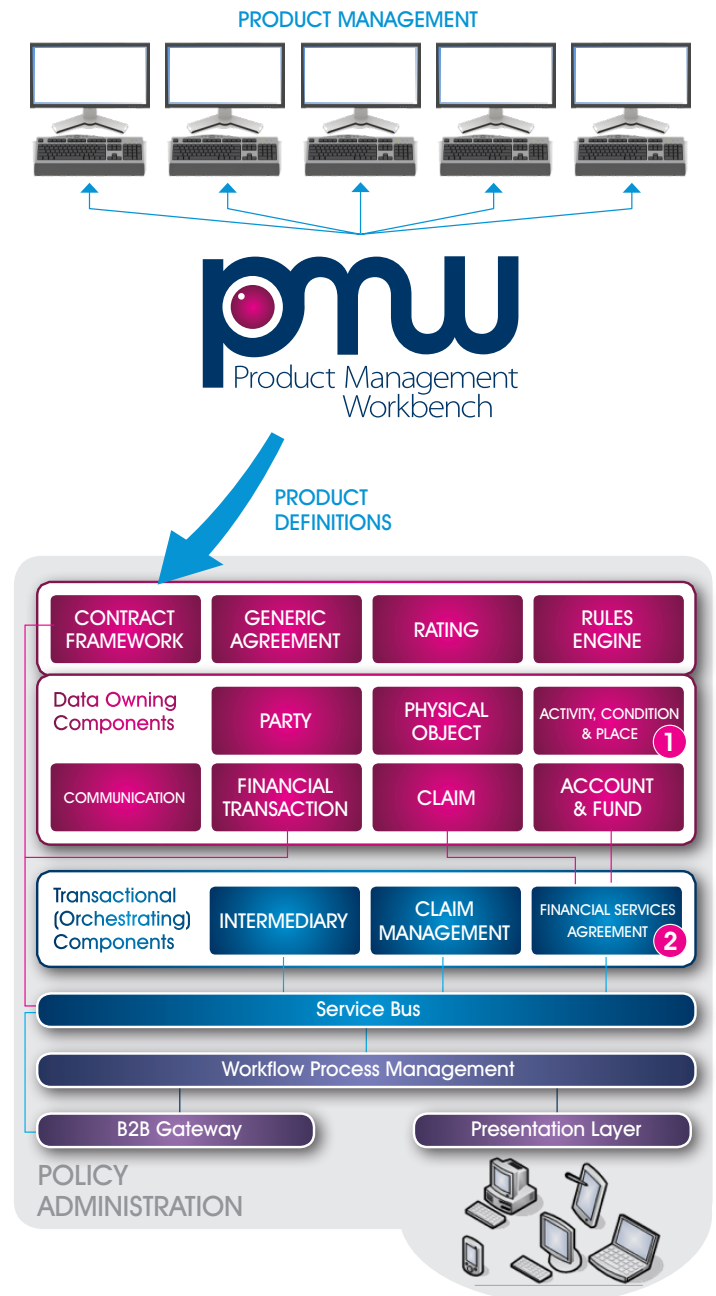 PRODUCT MANAGEMENT
pmw
Product Management
Workbench
PRODUCT
DEFINITIONS
CONTRACT
FRAMEWORK
GENERIC
AGREEMENT
RATING
RULES
ENGINE
Data Owning
Components
PARTY
PHYSICAL
OBJECT
ACTIVITY, CONDITION
& PLACE
1
COMMUNICATION
FINANCIAL
TRANSACTION
CLAIM
ACCOUNT
& FUND
Transactional
(Orchestrating)
Components
INTERMEDIARY
CLAIM
MANAGEMENT
FINANCIAL SERVICES
AGREEMENT
2
Service Bus
Workflow Process Management
B2B Gateway
Presentation Layer
POLICY
ADMINISTRATION